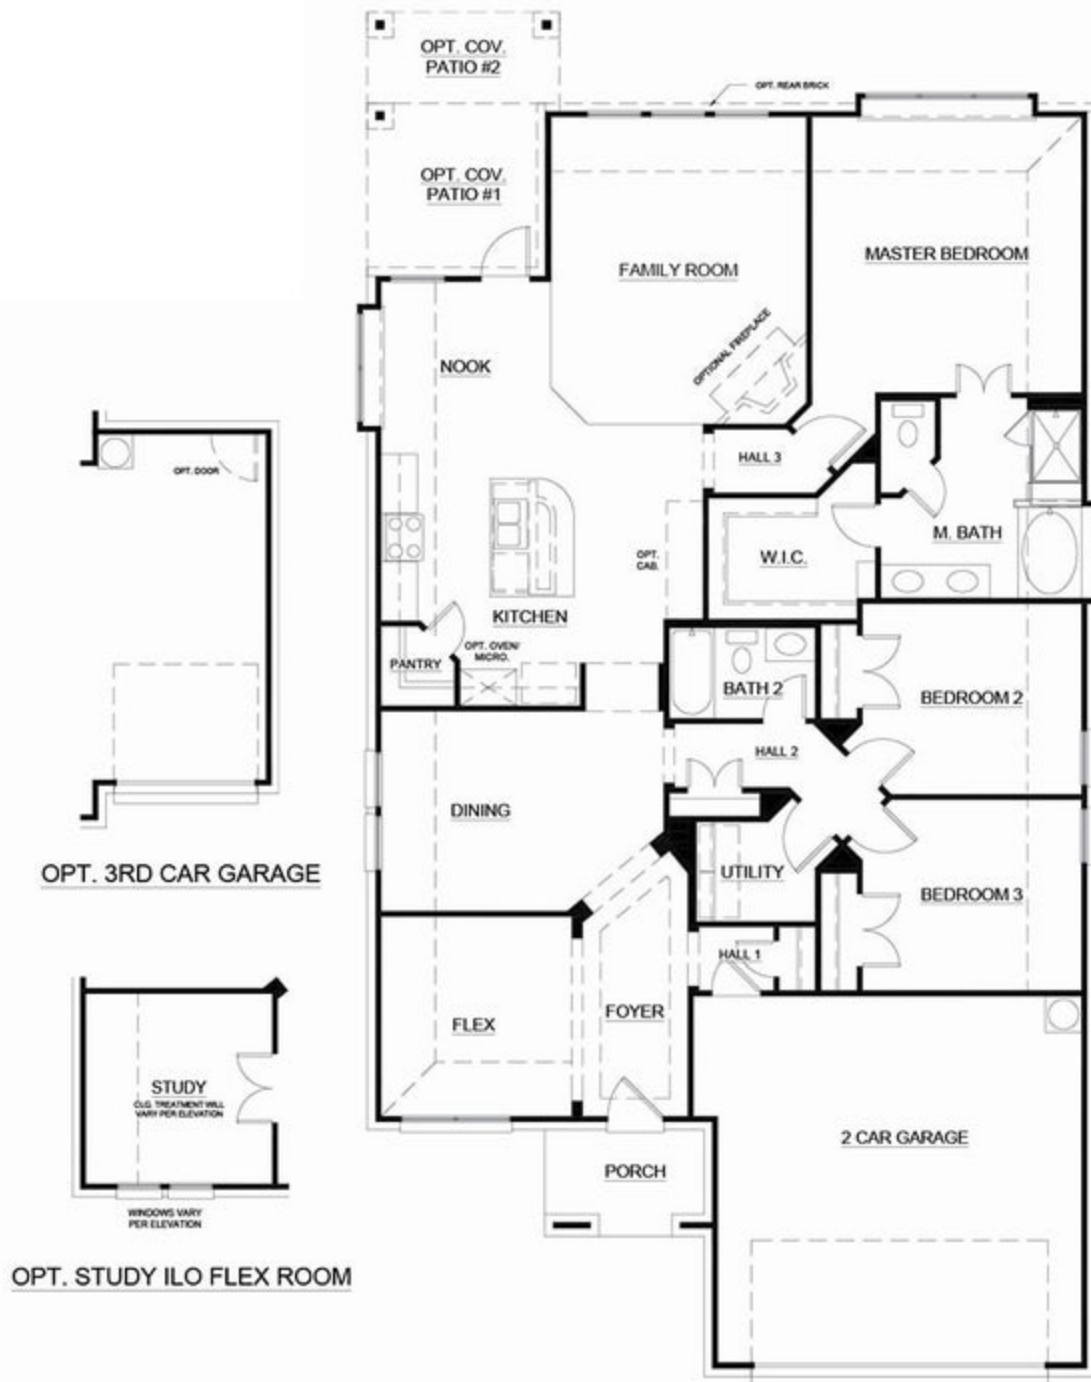 OPT. COV.
PATIO #2
OPT. REAR BRICK
OPT. COV.
PATIO #1
FAMILY ROOM
MASTER BEDROOM
OPTIONAL FIREPLACE
NOOK
HALL 3
OPT. DOOR
M. BATH
W.I.C.
OPT.
CAB.
KITCHEN
OPT. OVEN/
MICRO.
PANTRY
BATH 2
BEDROOM 2
HALL 2
DINING
UTILITY
OPT. 3RD CAR GARAGE
BEDROOM 3
HALL 1
FLEX
FOYER
STUDY
CLG. TREATMENT WILL
VARY PER ELEVATION
2 CAR GARAGE
PORCH
WINDOWS VARY
PER ELEVATION
OPT. STUDY ILO FLEX ROOM